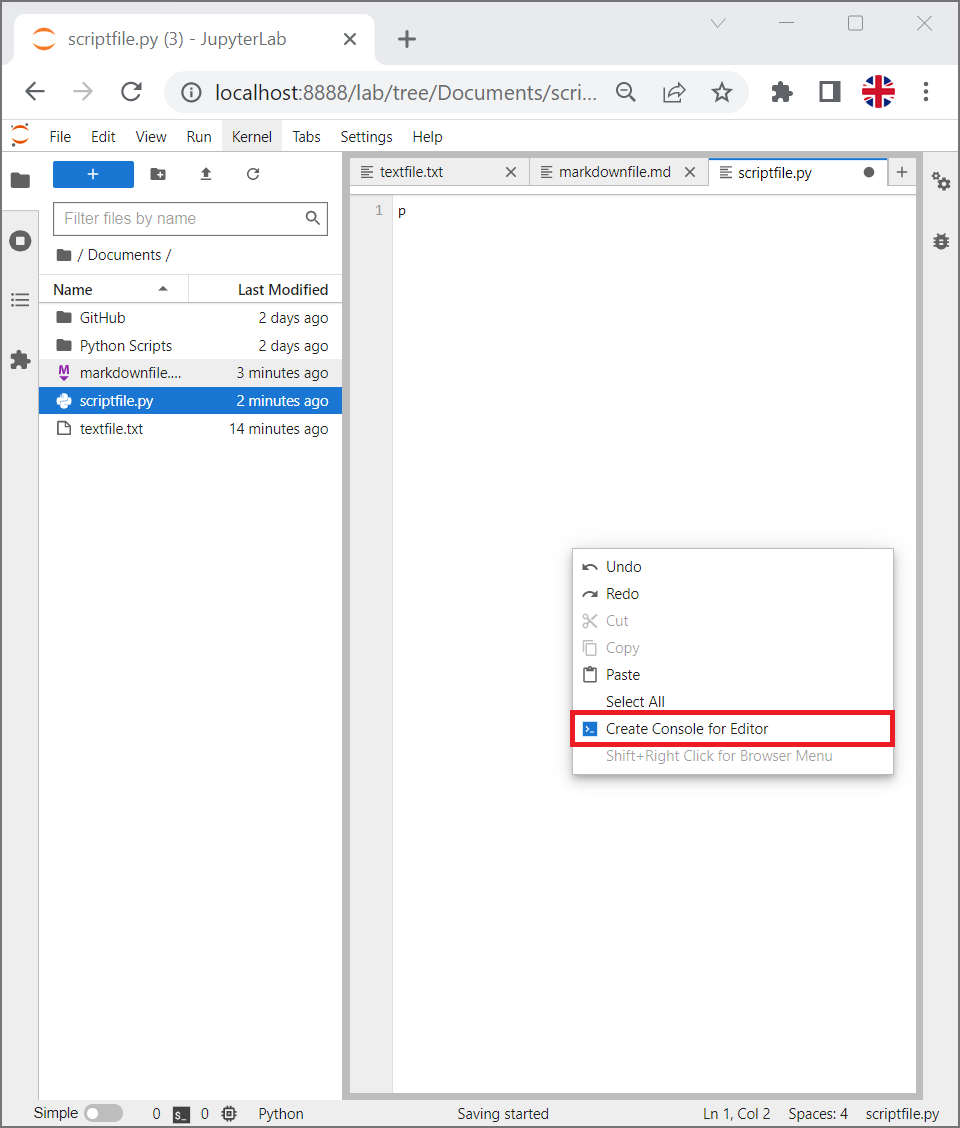 scriptfile.py (3) - JupyterLab
localhost:8888/lab/tree/Documents/scri...
File Edit View Run Kernel Tabs Settings Help
textfile.txt markdownfile.md scriptfile.py
Filter files by name
1 p
/ Documents /
Name Last Modified
GitHub 2 days ago
Python Scripts 2 days ago
markdownfile.... 3 minutes ago
scriptfile.py 2 minutes ago
textfile.txt 14 minutes ago
Undo
Redo
Cut
Copy
Paste
Select All
Create Console for Editor
Shift+Right Click for Browser Menu
Simple 0 $_ 0 Python Saving started Ln 1, Col 2 Spaces: 4 scriptfile.py